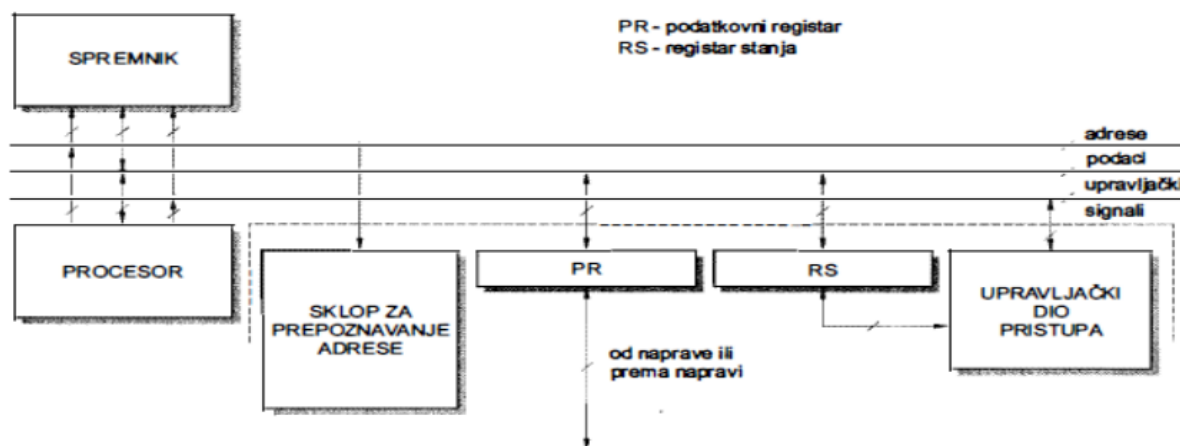 SPREMNIK
PR - podatkovni registar
RS - registar stanja
adrese
podaci
upravljački
signali
PROCESOR
SKLOP ZA
PREPOZNAVANJE
ADRESE
PR
RS
UPRAVLJAČKI
DIO
PRISTUPA
od naprave ili
prema napravi